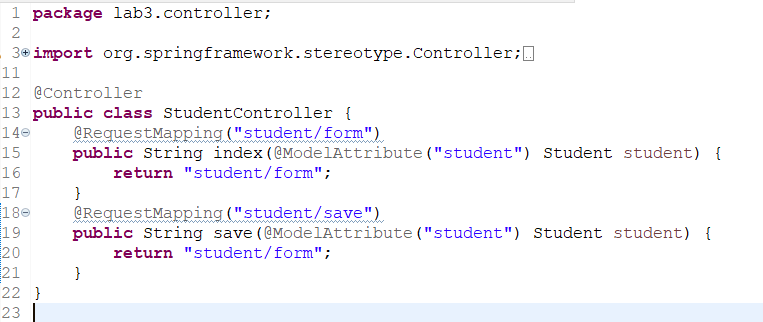 1 package lab3.controller;
2
3 import org.springframework.stereotype.Controller;
11
12 @Controller
13 public class StudentController {
14 @RequestMapping("student/form")
15 public String index(@ModelAttribute("student") Student student) {
16 return "student/form";
17 }
18 @RequestMapping("student/save")
19 public String save(@ModelAttribute("student") Student student) {
20 return "student/form";
21 }
22 }
23